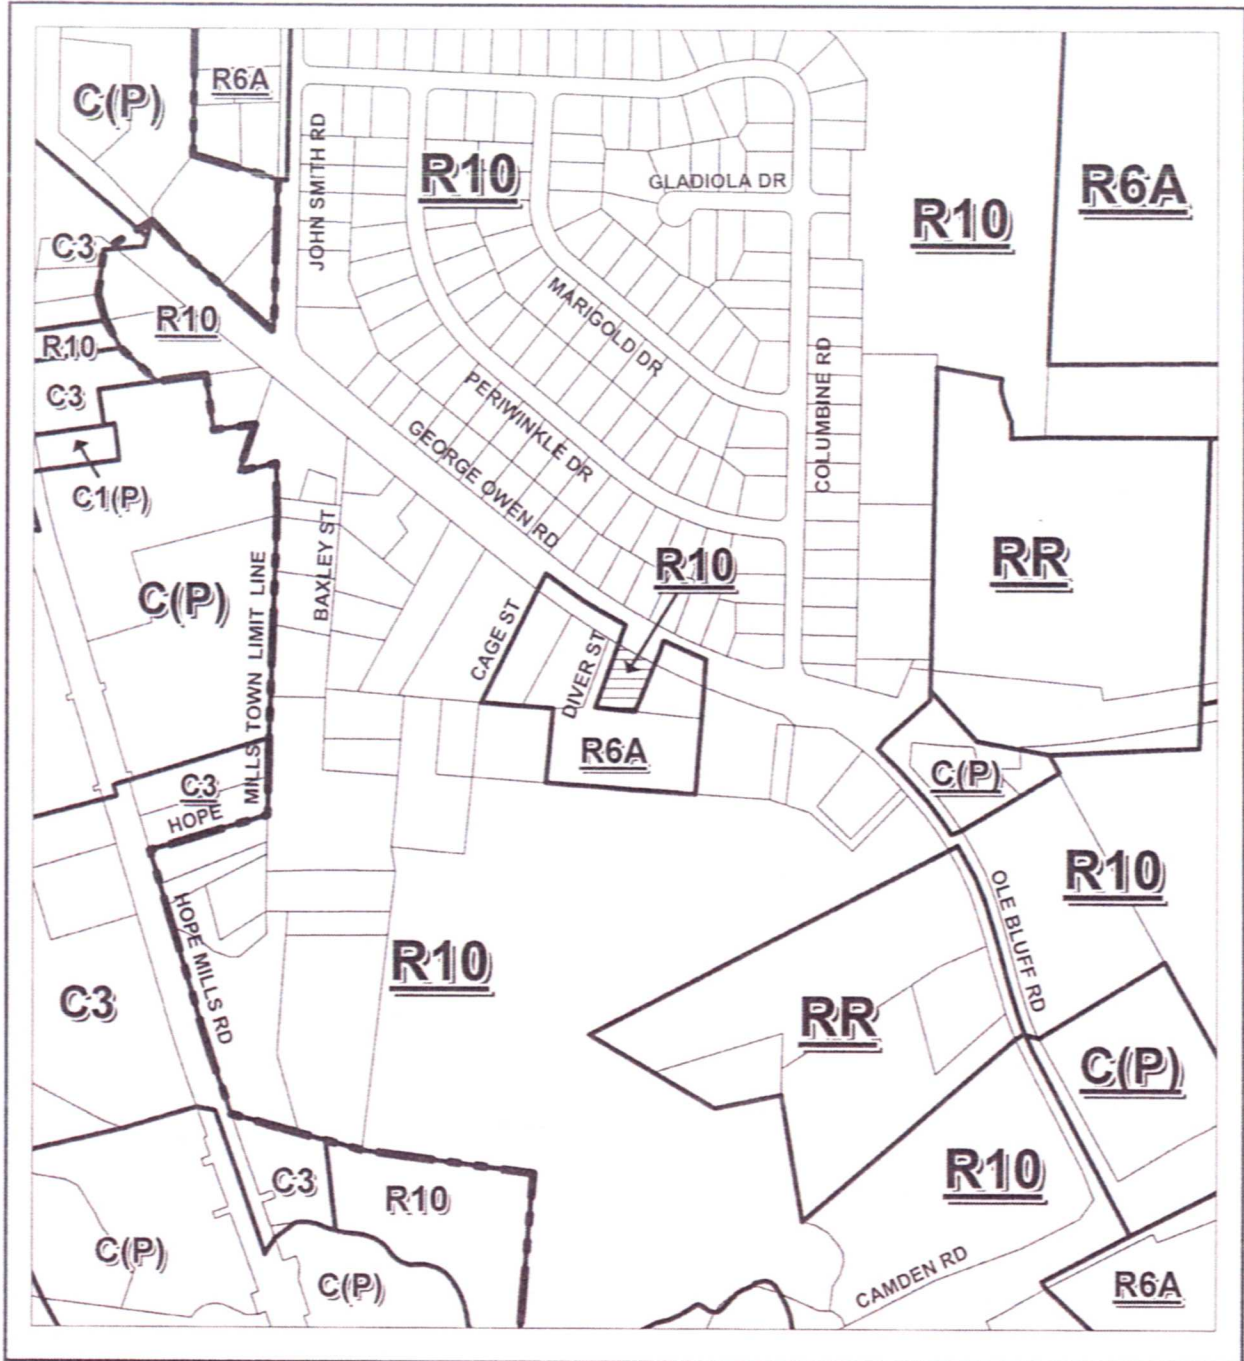 C(P)
R6A
JOHN SMITH RD
R10
GLADIOLA DR
R10
R6A
C3
R10
R10
MARIGOLD DR
C3
PERIWINKLE DR
COLUMBINE RD
GEORGE OWEN RD
C1(P)
BAXLEY ST
R10
RR
C(P)
HOPE MILLS TOWN LIMIT LINE
CAGE ST
DIVER ST
R6A
C(P)
C3
R10
OLE BLUFF RD
HOPE MILLS RD
R10
C3
RR
C(P)
R10
C3
R10
C(P)
C(P)
CAMDEN RD
R6A